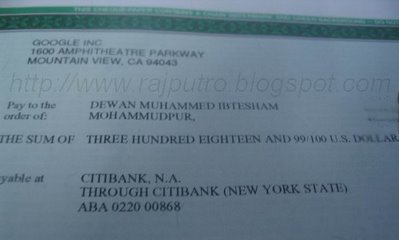 GOOGLE INC
1600 AMPHITHEATRE PARKWAY
MOUNTAIN VIEW, CA 94043
http://www.rajputro.blogspot.com
Pay to the
order of:
DEWAN MUHAMMED IBTESHAM
MOHAMMUDPUR,
THE SUM OF THREE HUNDRED EIGHTEEN AND 99/100 U.S. DOLLAR
yable at
CITIBANK, N.A.
THROUGH CITIBANK (NEW YORK STATE)
ABA 0220 00868